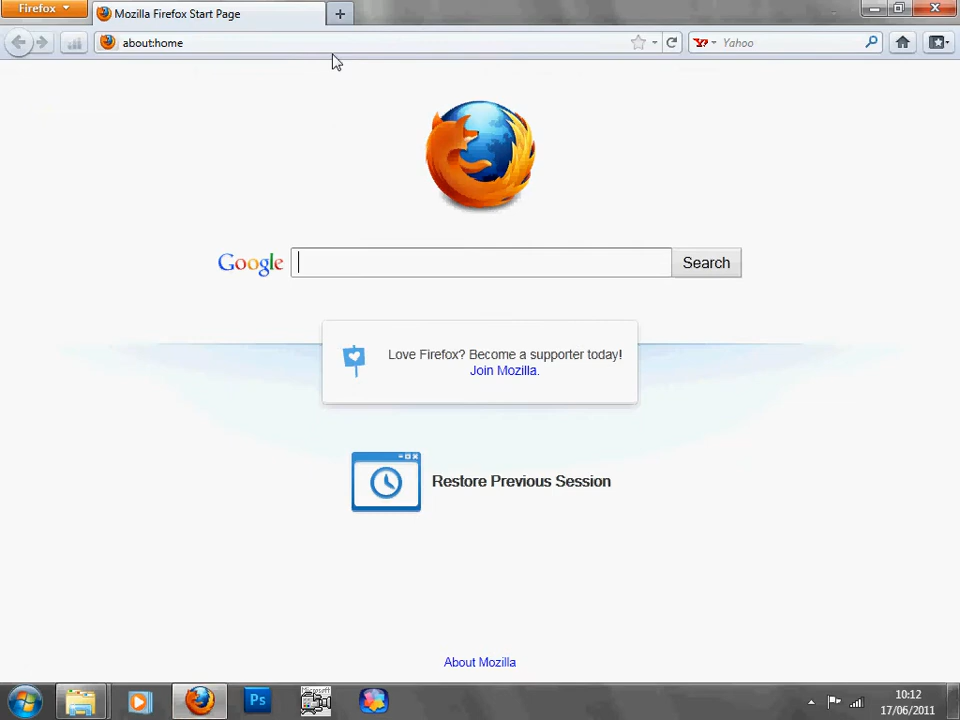 Firefox
Mozilla Firefox Start Page
about:home
Yahoo
Google
Search
Love Firefox? Become a supporter today!
Join Mozilla.
Restore Previous Session
About Mozilla
Ps
Microsoft
10:12
17/06/2011